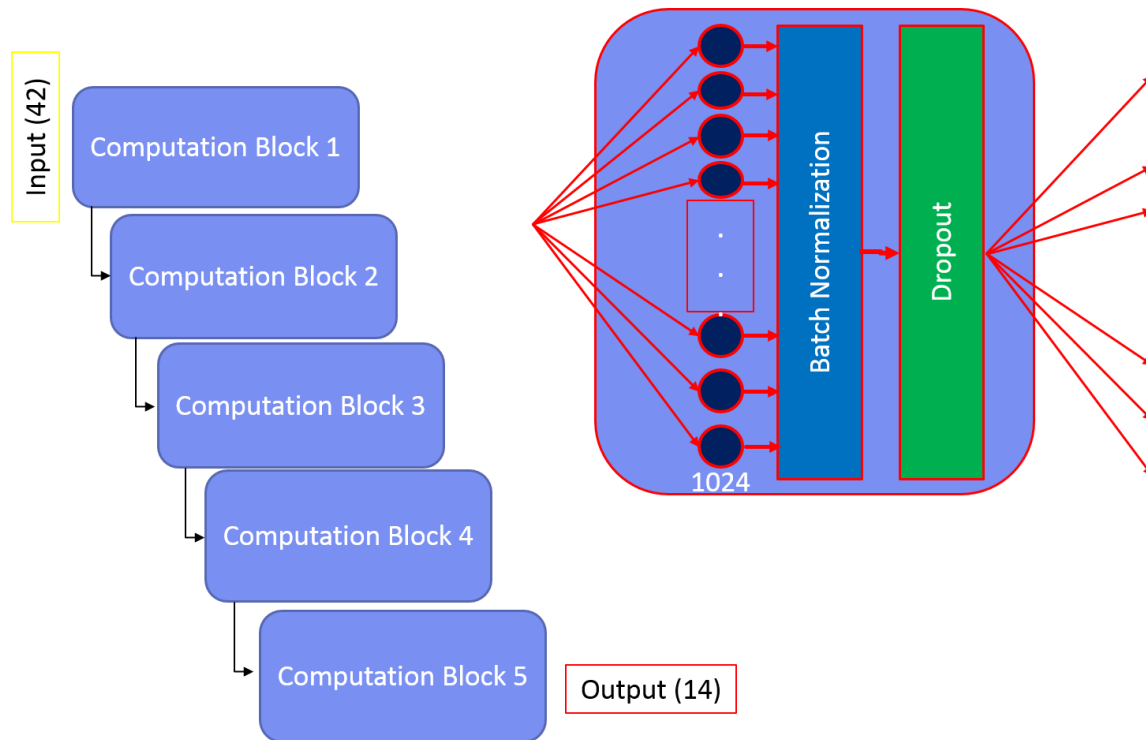 Input (42)
Computation Block 1
Computation Block 2
Computation Block 3
Computation Block 4
Computation Block 5
Output (14)
1024
Batch Normalization
Dropout